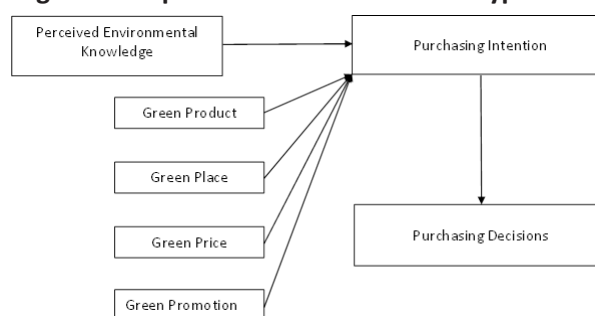 Perceived Environmental
Knowledge
Purchasing Intention
Green Product
Green Place
Green Price
Purchasing Decisions
Green Promotion